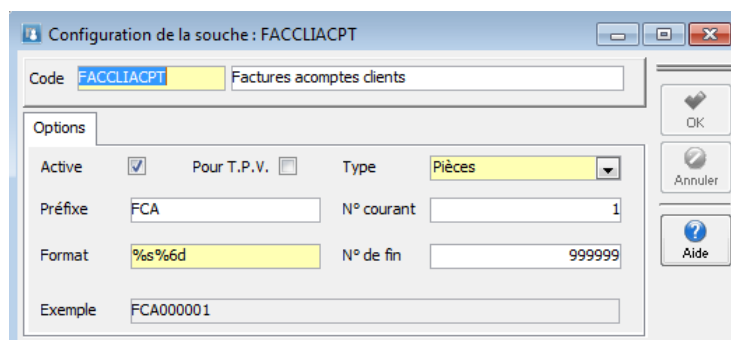 Configuration de la souche : FACCLIACPT
Code FACCLIACPT Factures acomptes clients
OK
Options
Active Pour T.P.V. Type Pièces
Annuler
Préfixe FCA N° courant 1
Format %s%6d N° de fin 999999
Aide
Exemple FCA000001